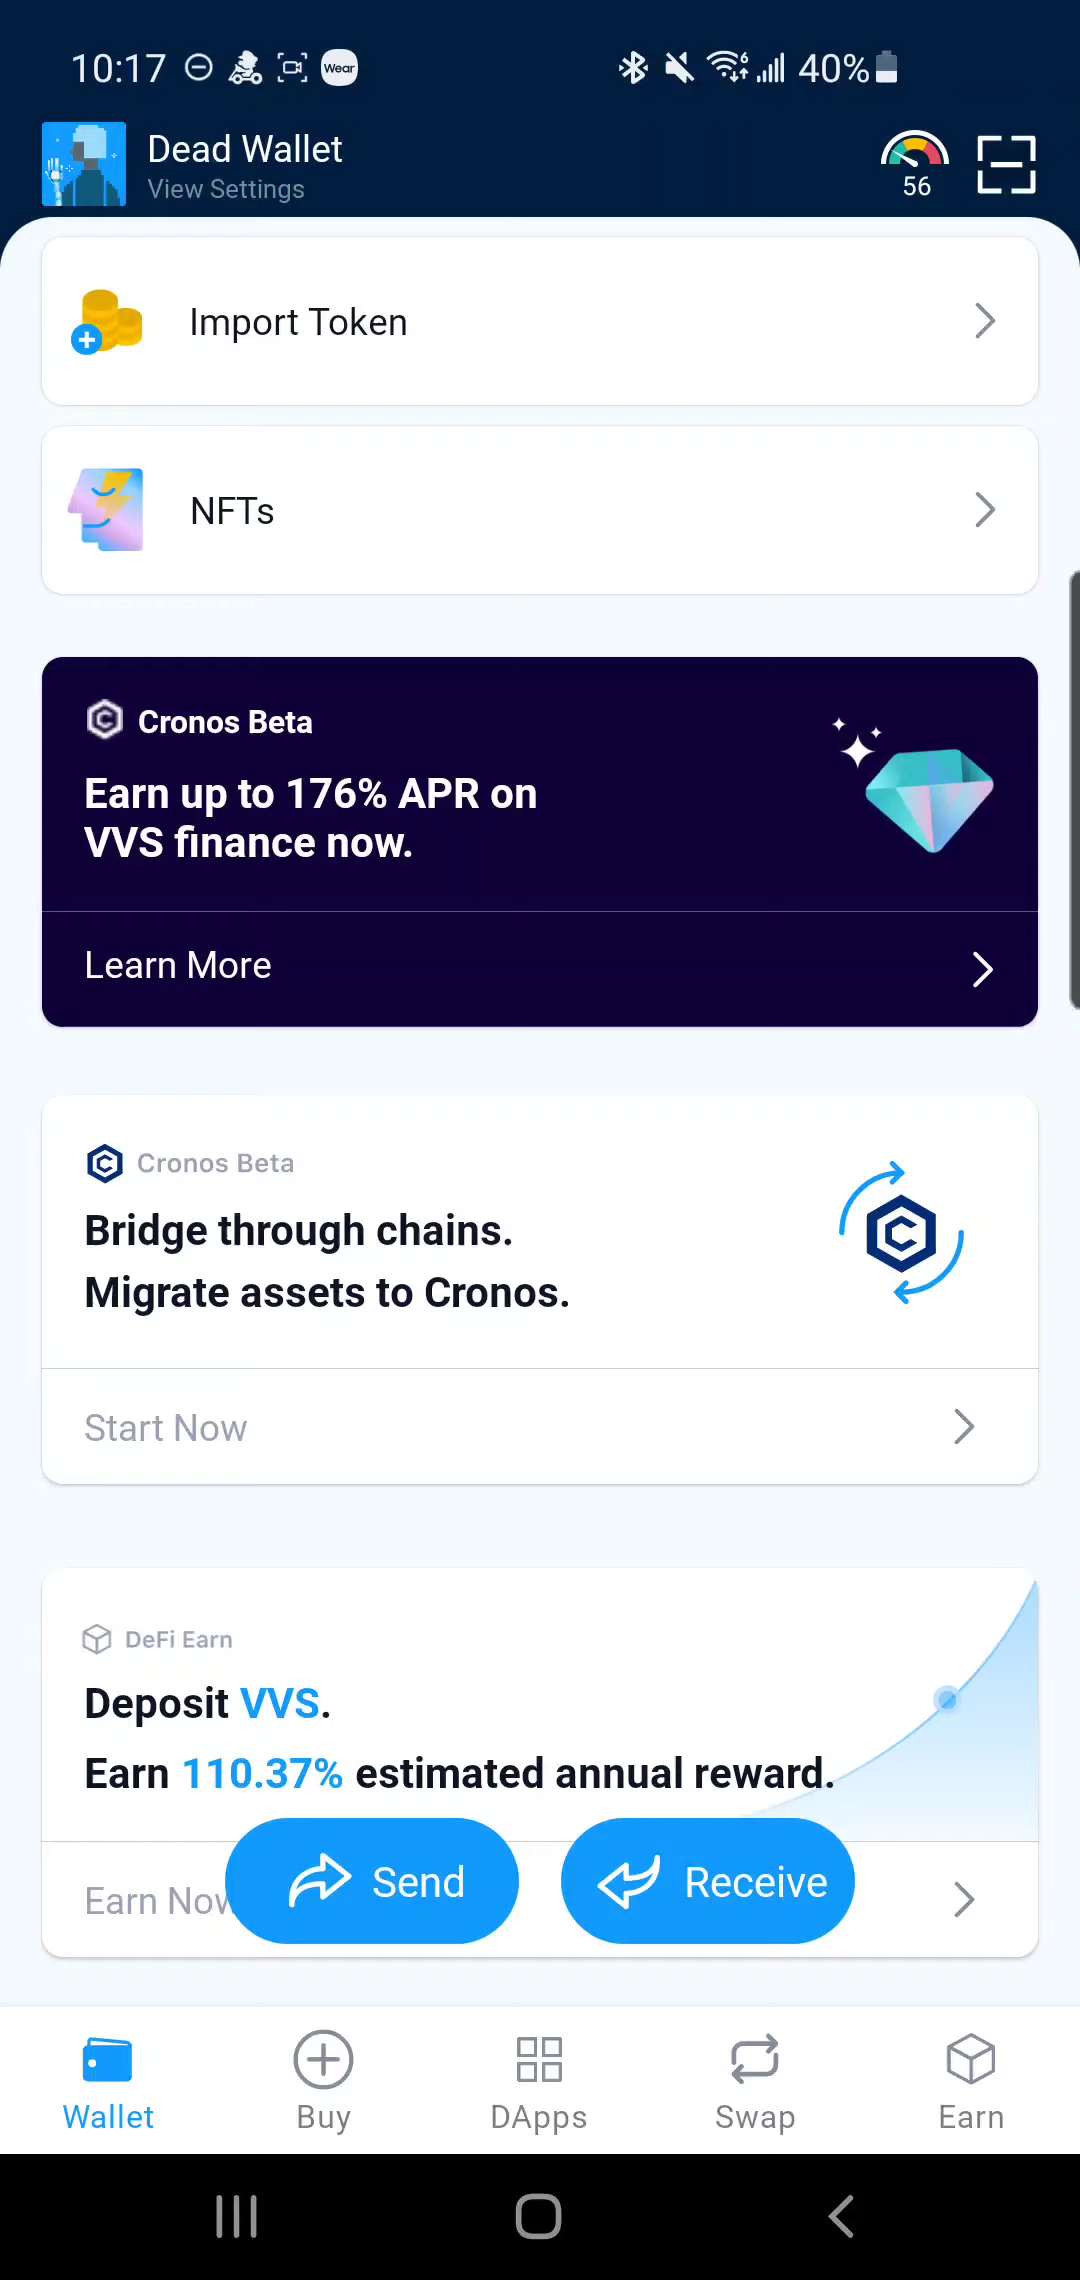 10:17
Wear
6
40%
Dead Wallet
View Settings
56
Import Token
NFTs
Cronos Beta
Earn up to 176% APR on
VVS finance now.
Learn More
Cronos Beta
Bridge through chains.
Migrate assets to Cronos.
Start Now
DeFi Earn
Deposit VVS.
Earn 110.37% estimated annual reward.
Earn Now
Send
Receive
Wallet
Buy
DApps
Swap
Earn